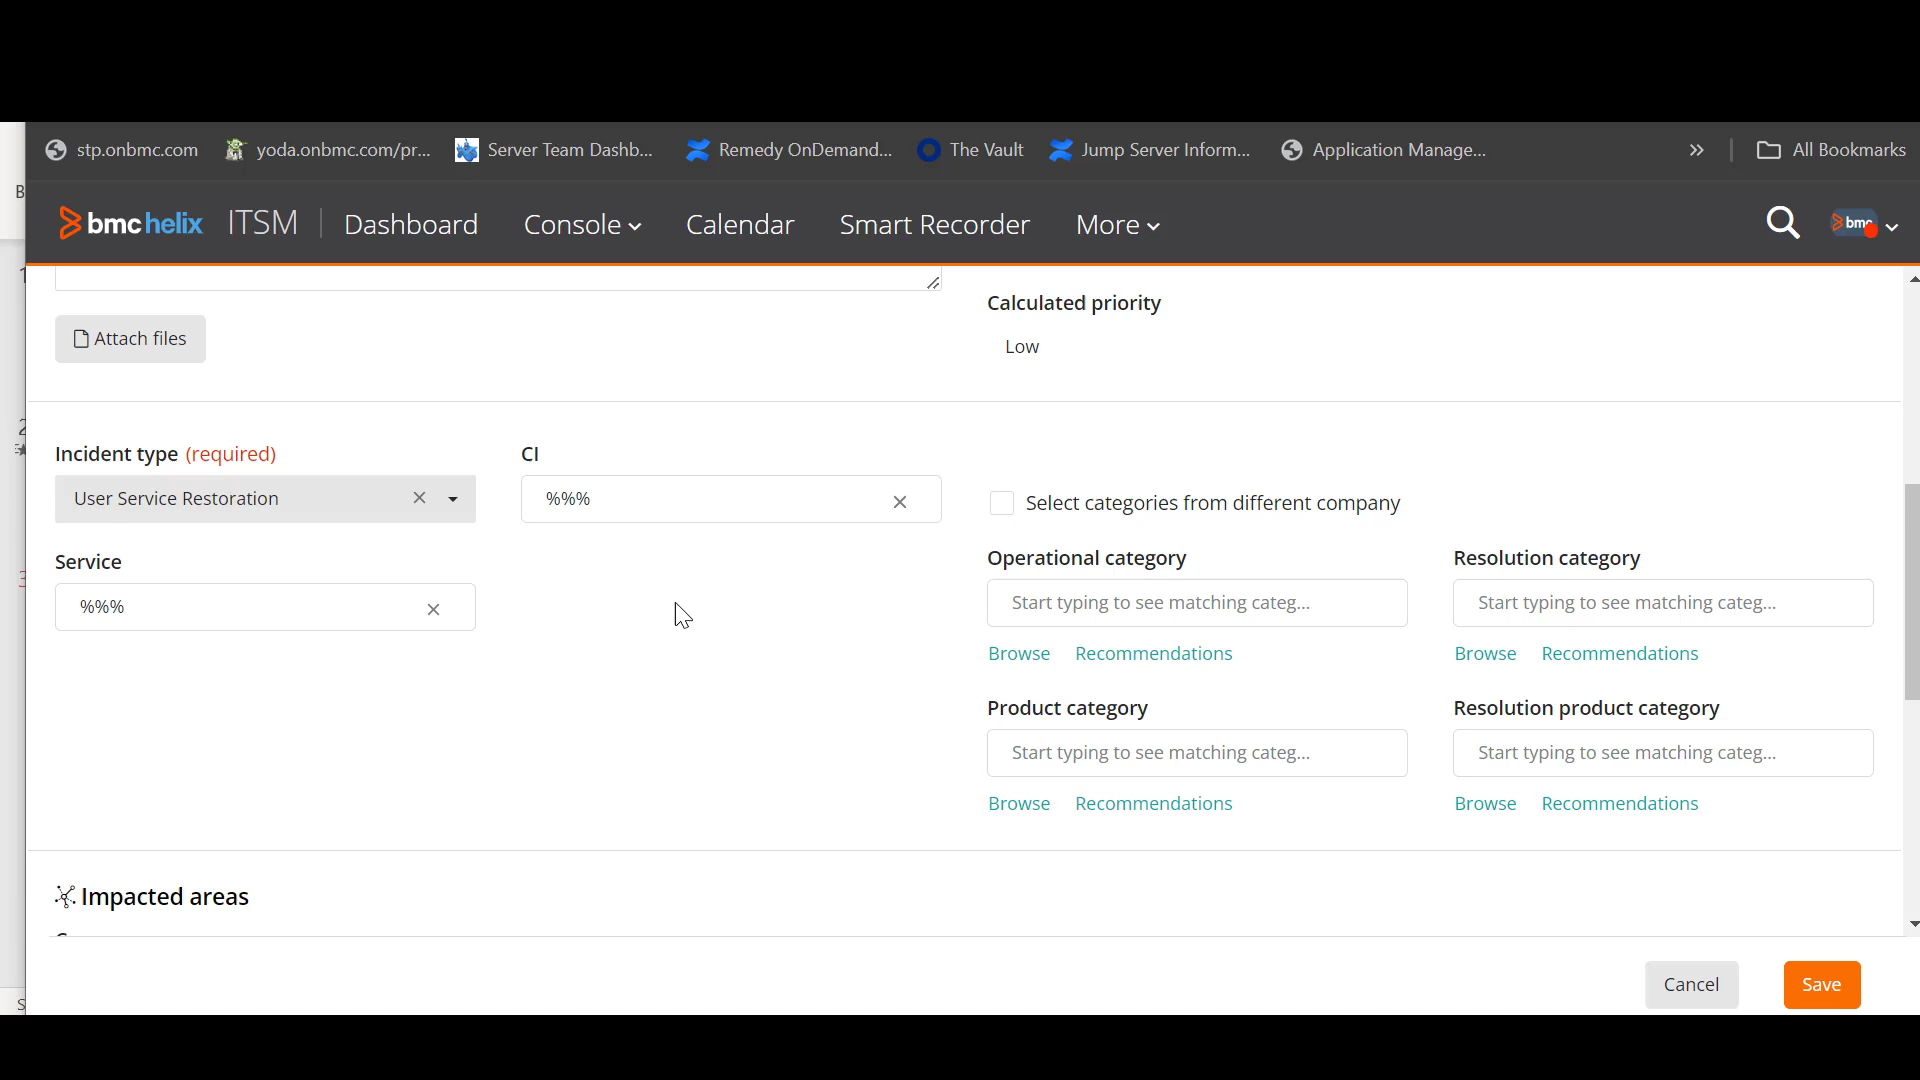 stp.onbmc.com
yoda.onbmc.com/pr...
Server Team Dashb...
Remedy OnDemand...
The Vault
Jump Server Inform...
Application Manage...
All Bookmarks
bmchelix ITSM
Dashboard
Console
Calendar
Smart Recorder
More
bmc
Attach files
Calculated priority
Low
Incident type (required)
User Service Restoration
CI
%%%
Service
%%%
Select categories from different company
Operational category
Start typing to see matching categ...
Browse Recommendations
Resolution category
Start typing to see matching categ...
Browse Recommendations
Product category
Start typing to see matching categ...
Browse Recommendations
Resolution product category
Start typing to see matching categ...
Browse Recommendations
Impacted areas
Cancel
Save